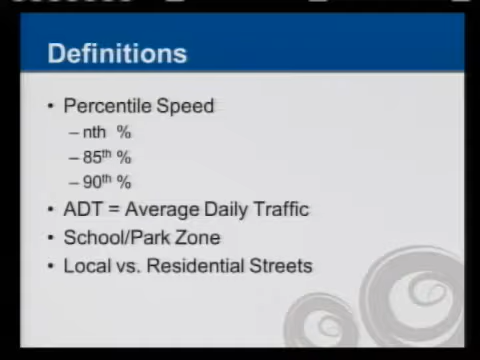 Definitions
• Percentile Speed
– nth %
– 85th %
– 90th %
• ADT = Average Daily Traffic
• School/Park Zone
• Local vs. Residential Streets